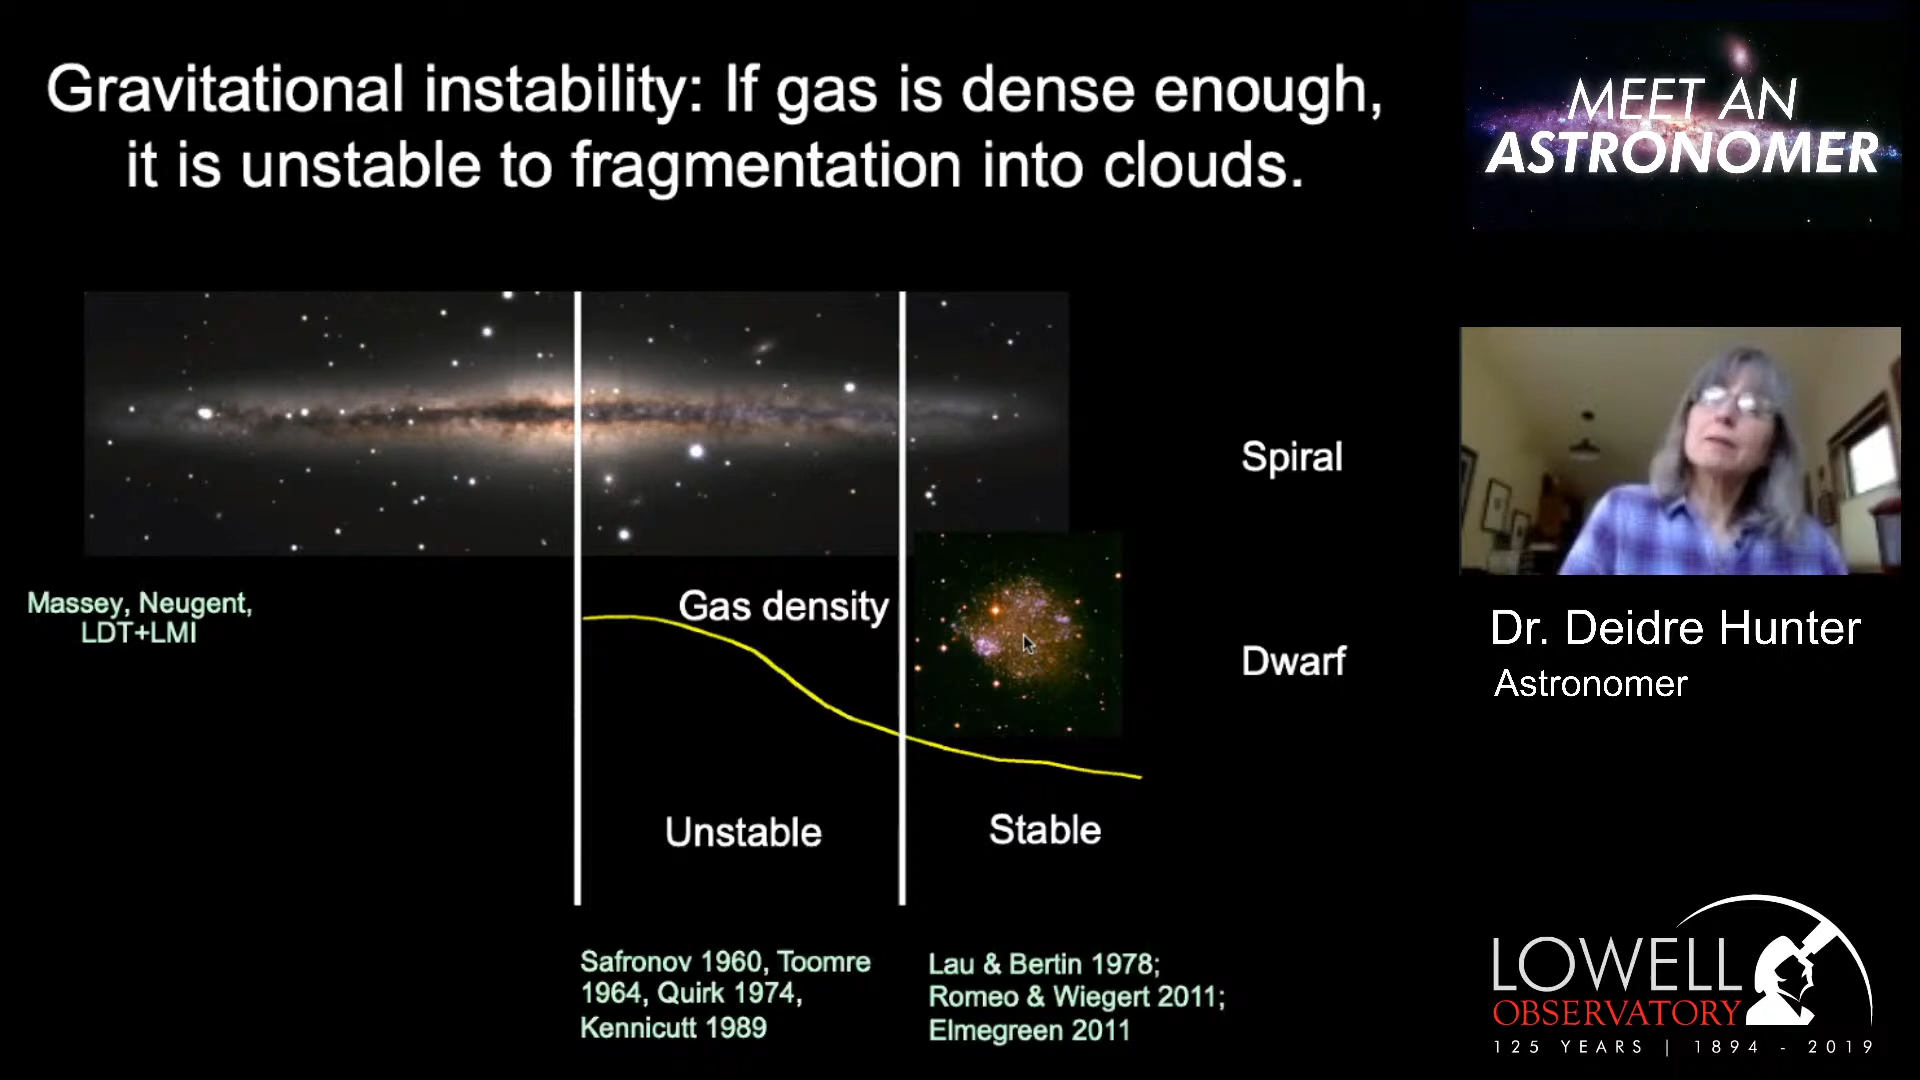 Gravitational instability: If gas is dense enough,
it is unstable to fragmentation into clouds.
MEET AN
ASTRONOMER
Spiral
Massey, Neugent,
LDT+LMI
Gas density
Dwarf
Dr. Deidre Hunter
Astronomer
Unstable
Stable
Safronov 1960, Toomre
1964, Quirk 1974,
Kennicutt 1989
Lau & Bertin 1978;
Romeo & Wiegert 2011;
Elmegreen 2011
LOWELL
OBSERVATORY
125 YEARS | 1894 - 2019